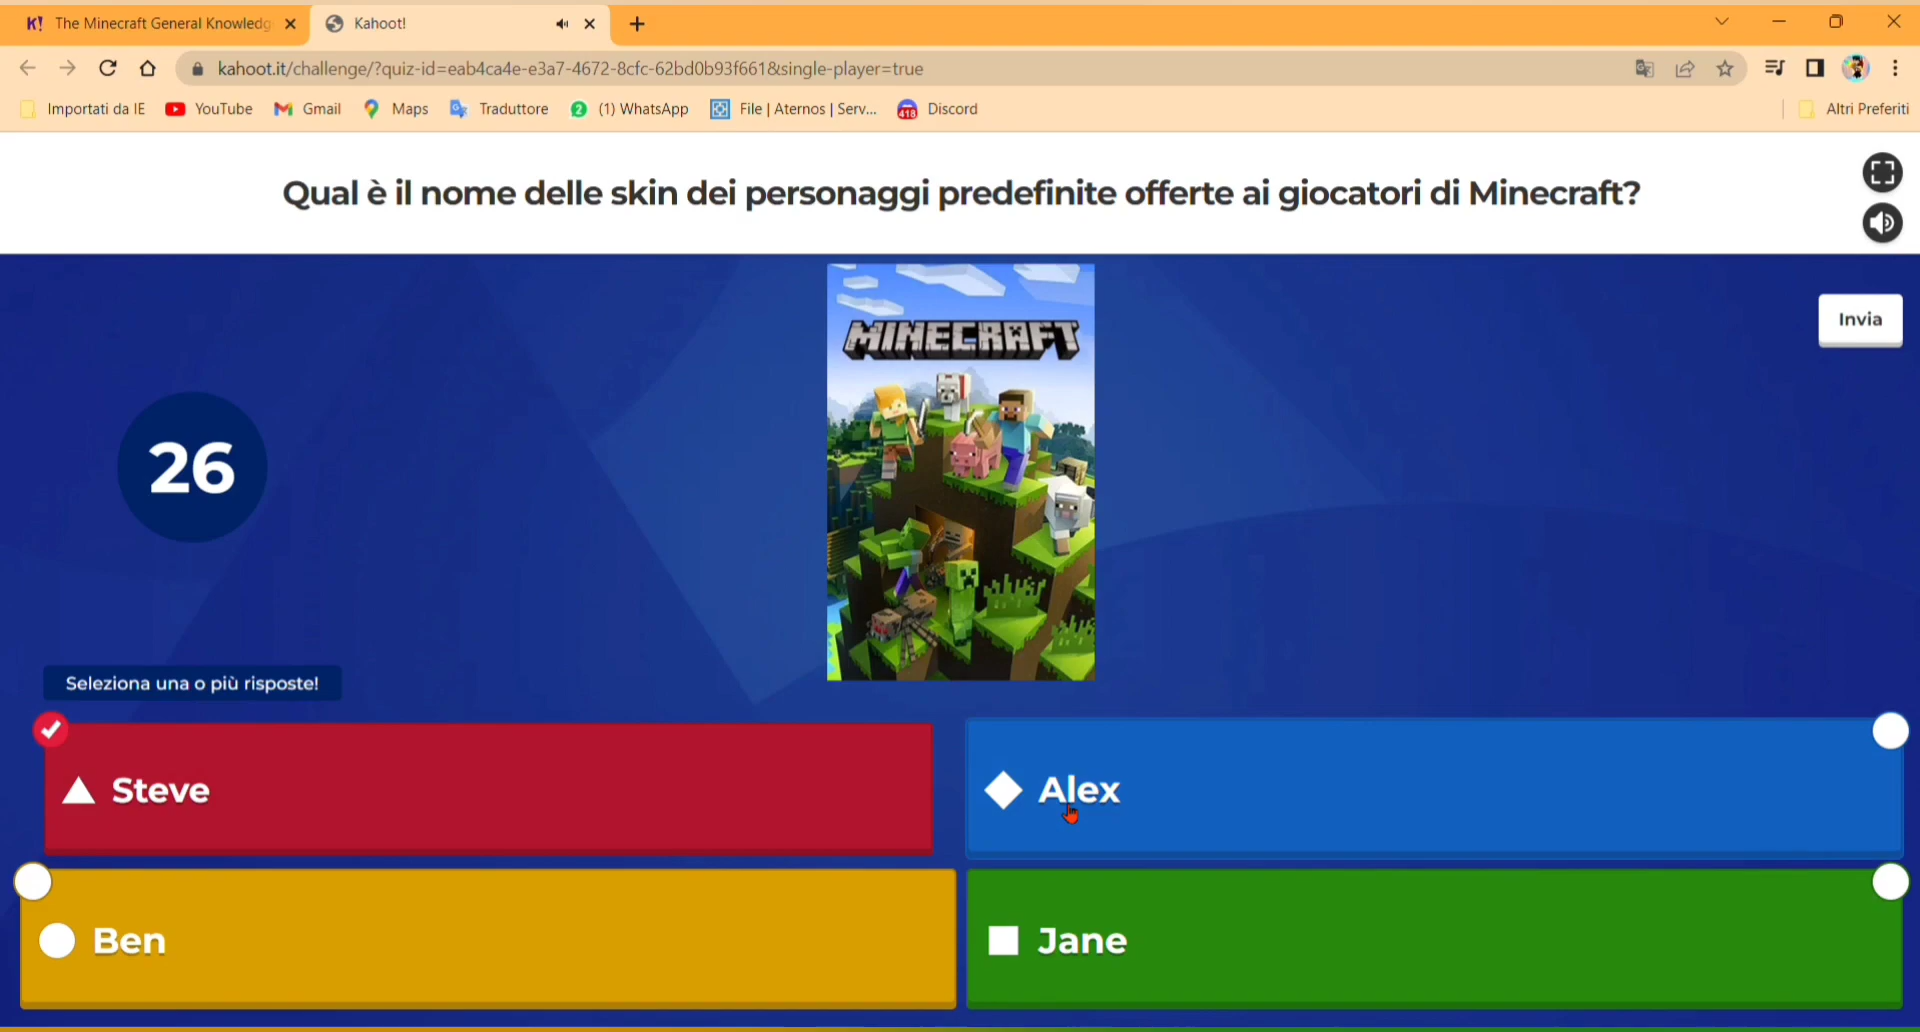 K! The Minecraft General Knowledg
Kahoot!
kahoot.it/challenge/?quiz-id=eab4ca4e-e3a7-4672-8cfc-62bd0b93f661&single-player=true
Importati da IE
YouTube
Gmail
Maps
Traduttore
2
(1) WhatsApp
File | Aternos | Serv...
418
Discord
Altri Preferiti
Qual è il nome delle skin dei personaggi predefinite offerte ai giocatori di Minecraft?
MINECRAFT
Invia
26
Seleziona una o più risposte!
Steve
Alex
Ben
Jane